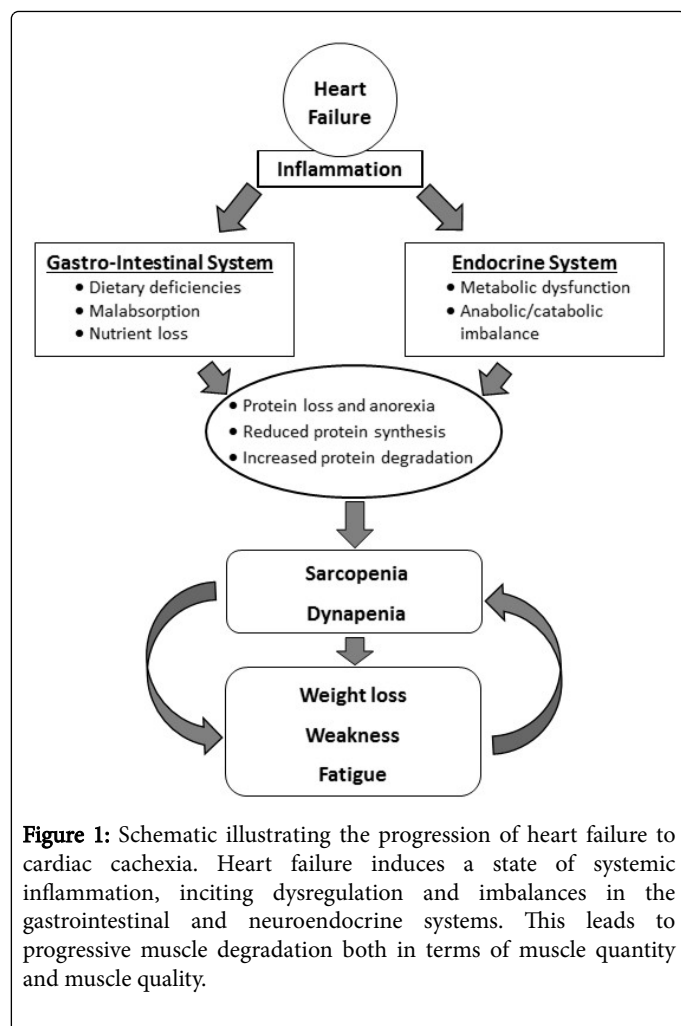 Heart
Failure
Inflammation
Gastro-Intestinal System
• Dietary deficiencies
• Malabsorption
• Nutrient loss
Endocrine System
• Metabolic dysfunction
• Anabolic/catabolic
imbalance
• Protein loss and anorexia
• Reduced protein synthesis
• Increased protein degradation
Sarcopenia
Dynapenia
Weight loss
Weakness
Fatigue
Figure 1: Schematic illustrating the progression of heart failure to
cardiac cachexia. Heart failure induces a state of systemic
inflammation, inciting dysregulation and imbalances in the
gastrointestinal and neuroendocrine systems. This leads to
progressive muscle degradation both in terms of muscle quantity
and muscle quality.